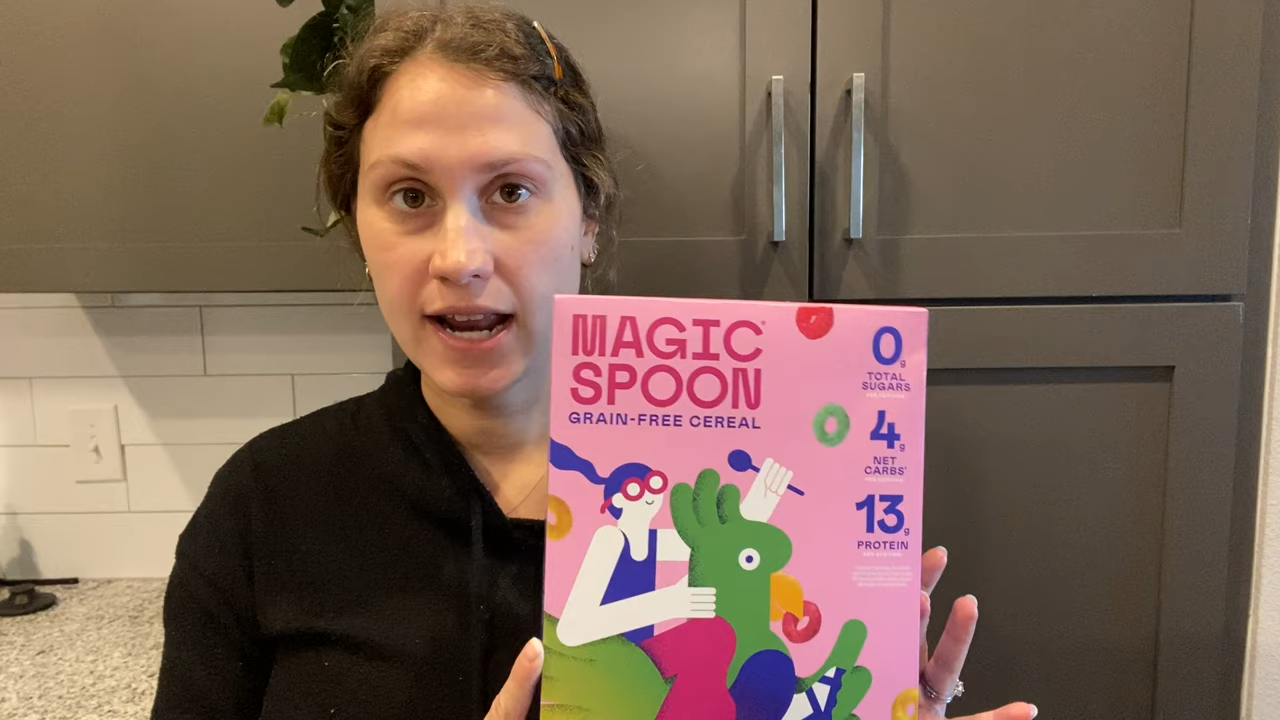 MAGIC
SPOON
GRAIN-FREE CEREAL
0g
TOTAL
SUGARS
4g
NET
CARBS*
13g
PROTEIN